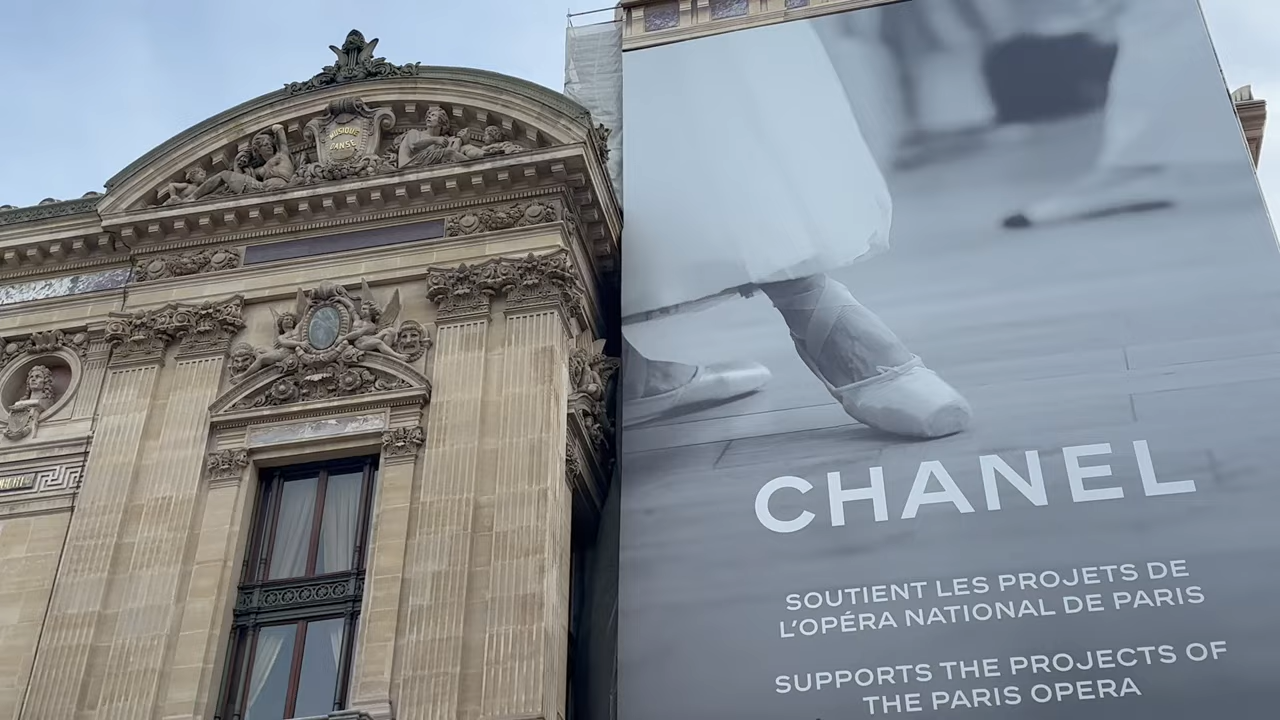 MUSIQUE
DANSE
CHANEL
SOUTIENT LES PROJETS DE
L'OPÉRA NATIONAL DE PARIS
SUPPORTS THE PROJECTS OF
THE PARIS OPERA